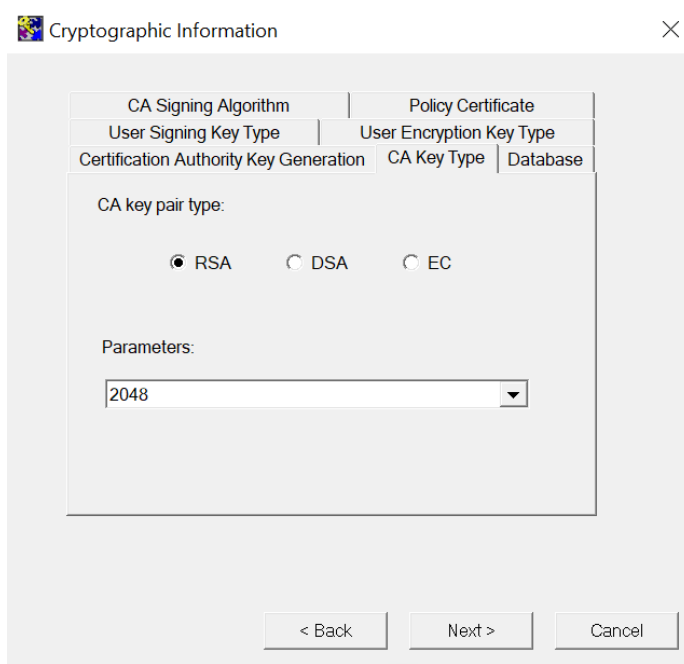 Cryptographic Information
CA Signing Algorithm Policy Certificate
User Signing Key Type User Encryption Key Type
Certification Authority Key Generation CA Key Type Database
CA key pair type:
RSA DSA EC
Parameters:
2048
< Back Next > Cancel